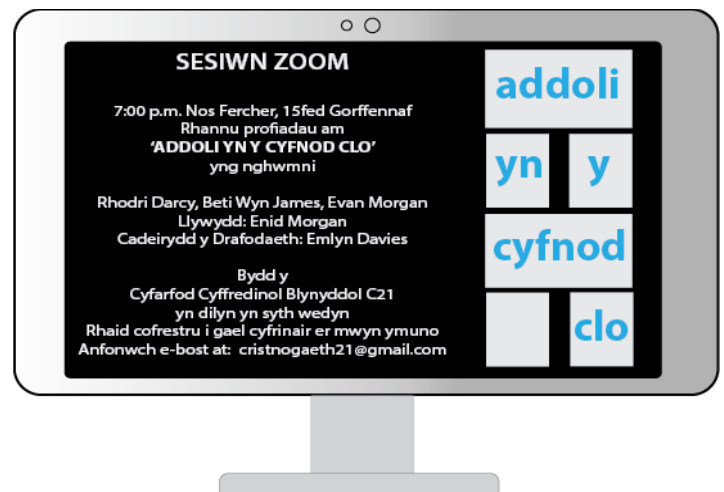 SESIWN ZOOM
7:00 p.m. Nos Fercher, 15fed Gorffennaf
Rhannu profiadau am
‘ADDOLI YN Y CYFNOD CLO’
yng nghwmni
Rhodri Darcy, Beti Wyn James, Evan Morgan
Llywydd: Enid Morgan
Cadeirydd y Drafodaeth: Emlyn Davies
Bydd y
Cyfarfod Cyffredinol Blynyddol C21
yn dilyn yn syth wedyn
Rhaid cofrestru i gael cyfrinair er mwyn ymuno
Anfonwch e-bost at: cristnogaeth21@gmail.com
addoli
yn y
cyfnod
clo